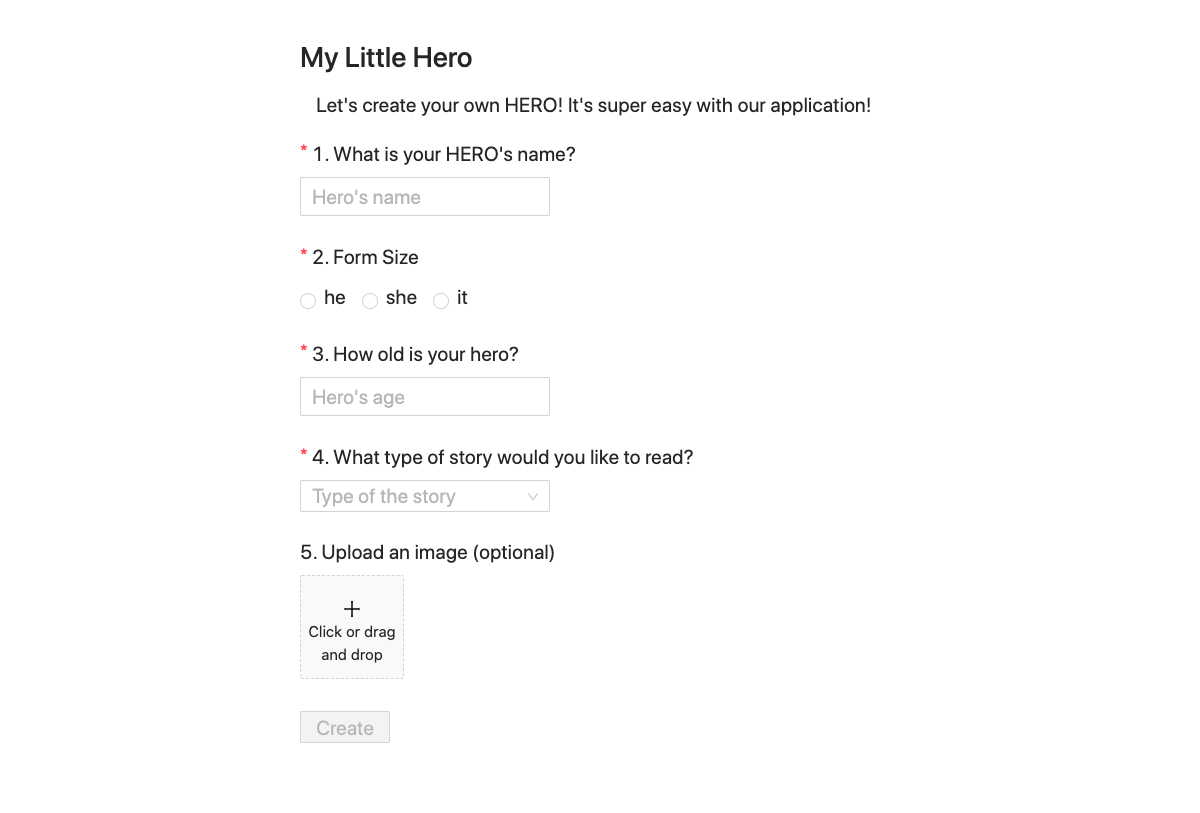 My Little Hero
Let's create your own HERO! It's super easy with our application!
* 1. What is your HERO's name?
Hero's name
* 2. Form Size
he she it
* 3. How old is your hero?
Hero's age
* 4. What type of story would you like to read?
Type of the story
5. Upload an image (optional)
Click or drag
and drop
Create